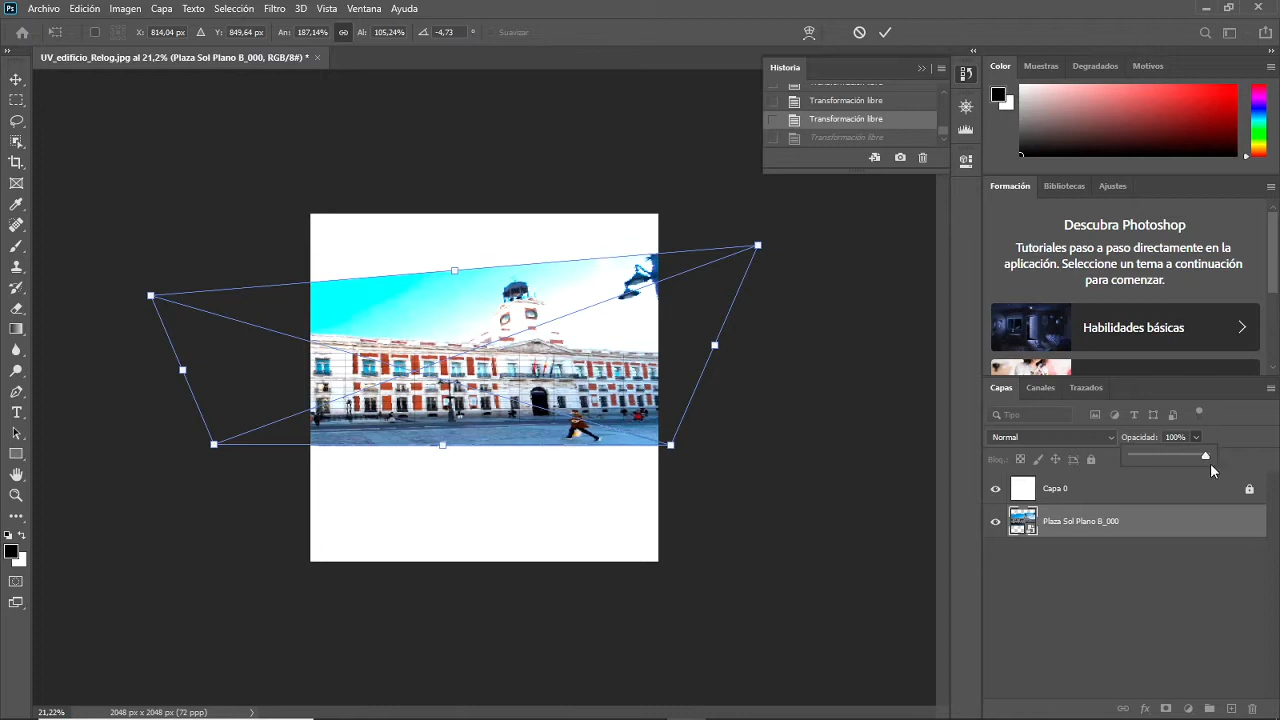 Ps Archivo Edición Imagen Capa Texto Selección Filtro 3D Vista Ventana Ayuda
X: 814,04 px Y: 849,64 px An: 187,14% Al: 105,24% -4,73 ° Suavizar
UV_edificio_Relog.jpg al 21,2% (Plaza Sol Plano B_000, RGB/8#) * ×
Historia
Transformación libre
Transformación libre
Transformación libre
Color Muestras Degradados Motivos
Formación Bibliotecas Ajustes
Descubra Photoshop
Tutoriales paso a paso directamente en la
aplicación. Seleccione un tema a continuación
para comenzar.
Habilidades básicas
Capas Canales Trazados
Tipo
Normal Opacidad: 100%
Bloq.:
Capa 0
Plaza Sol Plano B_000
21,22% 2048 px x 2048 px (72 ppp)